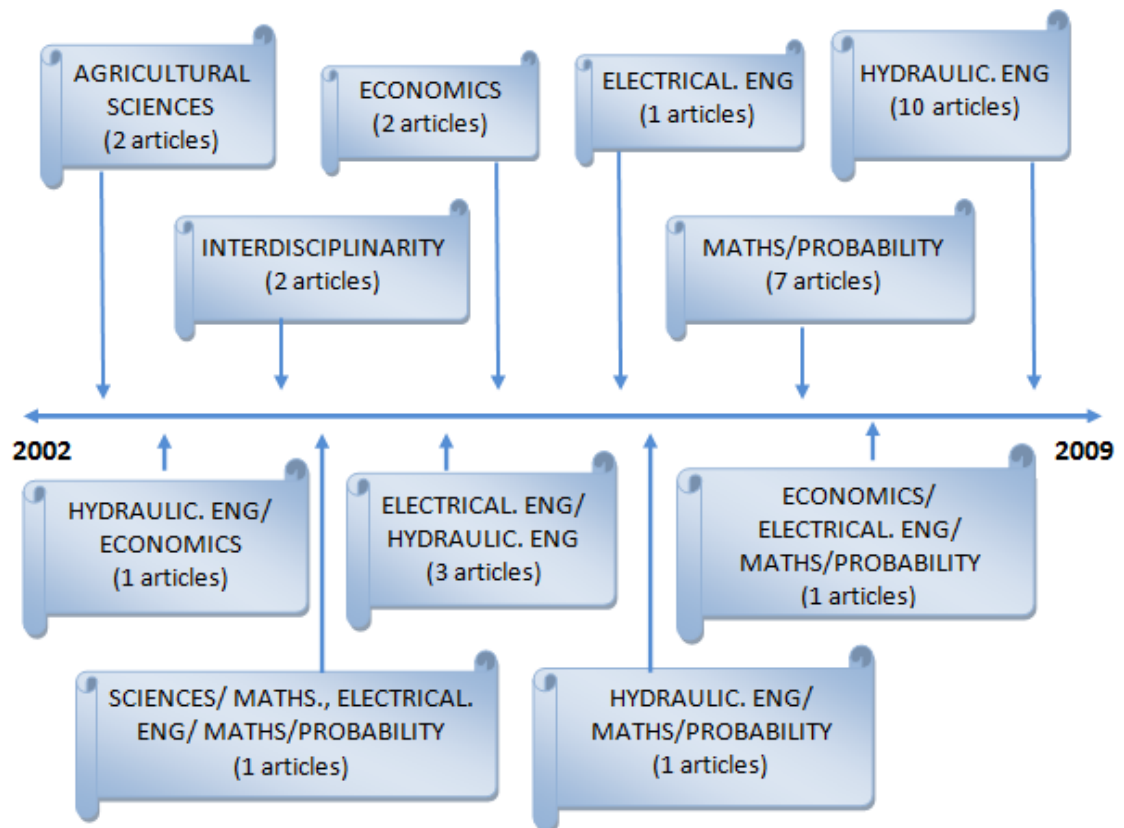 AGRICULTURAL
SCIENCES
(2 articles)
ECONOMICS
(2 articles)
ELECTRICAL. ENG
(1 articles)
HYDRAULIC. ENG
(10 articles)
INTERDISCIPLINARITY
(2 articles)
MATHS/PROBABILITY
(7 articles)
2002
2009
HYDRAULIC. ENG/
ECONOMICS
(1 articles)
ELECTRICAL. ENG/
HYDRAULIC. ENG
(3 articles)
ECONOMICS/
ELECTRICAL. ENG/
MATHS/PROBABILITY
(1 articles)
SCIENCES/ MATHS., ELECTRICAL.
ENG/ MATHS/PROBABILITY
(1 articles)
HYDRAULIC. ENG/
MATHS/PROBABILITY
(1 articles)